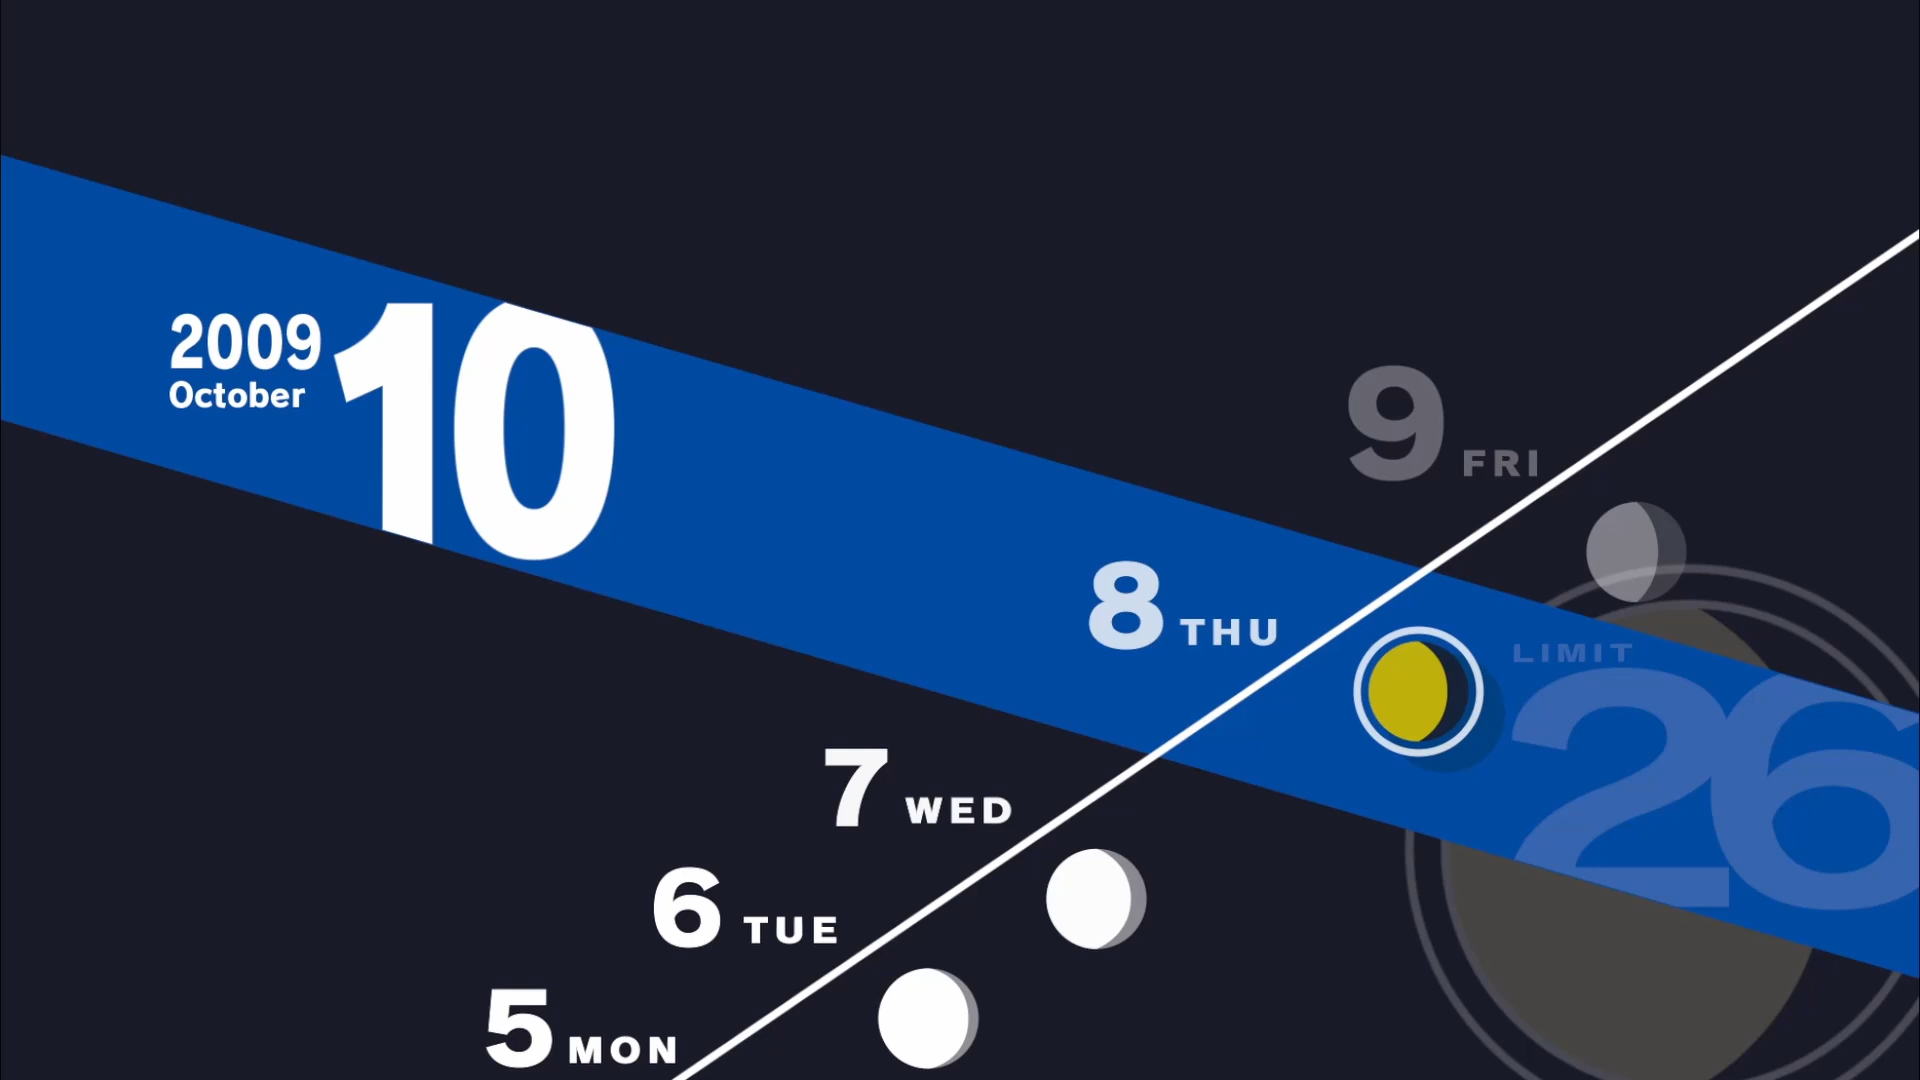 2009
October
10
9 FRI
8 THU
LIMIT
26
7 WED
6 TUE
5 MON